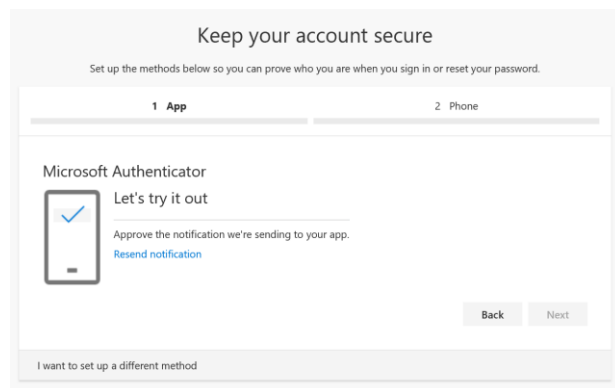 Keep your account secure
Set up the methods below so you can prove who you are when you sign in or reset your password.
1 App
2 Phone
Microsoft Authenticator
Let's try it out
Approve the notification we're sending to your app.
Resend notification
Back
Next
I want to set up a different method